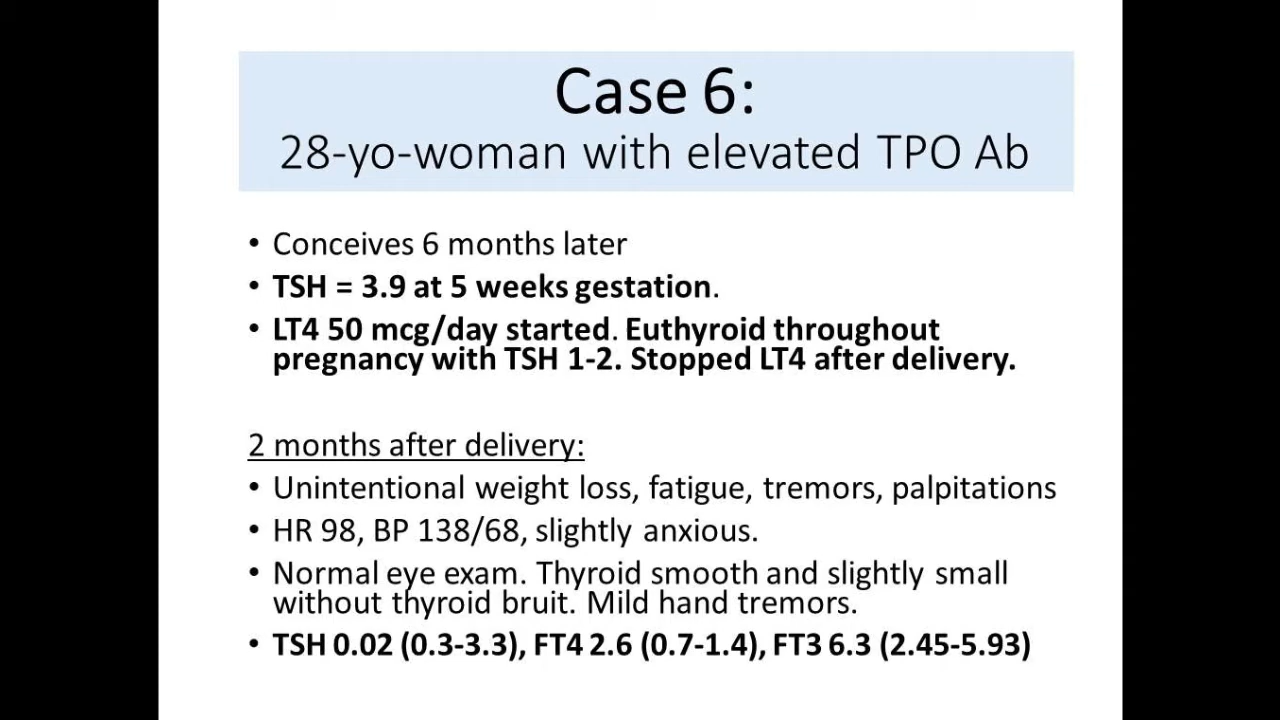 Case 6:
28-yo-woman with elevated TPO Ab
• Conceives 6 months later
• TSH = 3.9 at 5 weeks gestation.
• LT4 50 mcg/day started. Euthyroid throughout
pregnancy with TSH 1-2. Stopped LT4 after delivery.
2 months after delivery:
• Unintentional weight loss, fatigue, tremors, palpitations
• HR 98, BP 138/68, slightly anxious.
• Normal eye exam. Thyroid smooth and slightly small
without thyroid bruit. Mild hand tremors.
• TSH 0.02 (0.3-3.3), FT4 2.6 (0.7-1.4), FT3 6.3 (2.45-5.93)